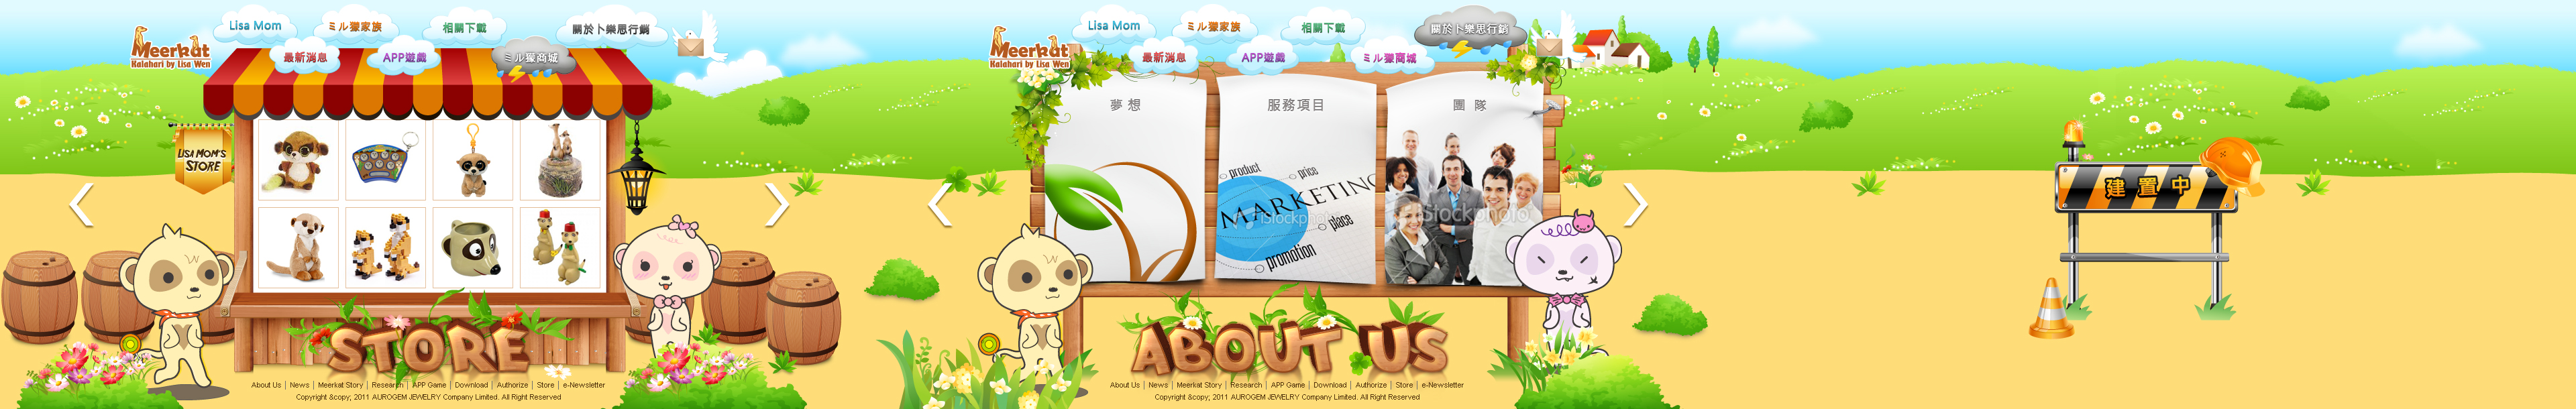 Lisa Mom
ミル獴家族
相關下載
關於卜樂思行銷
最新消息
APP遊戲
ミル獴商城
Meerkat
Kalahari by Lisa Wen
LISA MOM'S
STORE
STORE
About Us | News | Meerkat Story | Research | APP Game | Download | Authorize | Store | e-Newsletter
Copyright &copy; 2011 AUROGEM JEWELRY Company Limited. All Right Reserved
Lisa Mom
ミル獴家族
相關下載
關於卜樂思行銷
最新消息
APP遊戲
ミル獴商城
Meerkat
Kalahari by Lisa Wen
夢想
服務項目
團隊
product
price
MARKETING
place
promotion
iStockphoto
iStockphoto
ABOUT US
About Us | News | Meerkat Story | Research | APP Game | Download | Authorize | Store | e-Newsletter
Copyright &copy; 2011 AUROGEM JEWELRY Company Limited. All Right Reserved
建置中